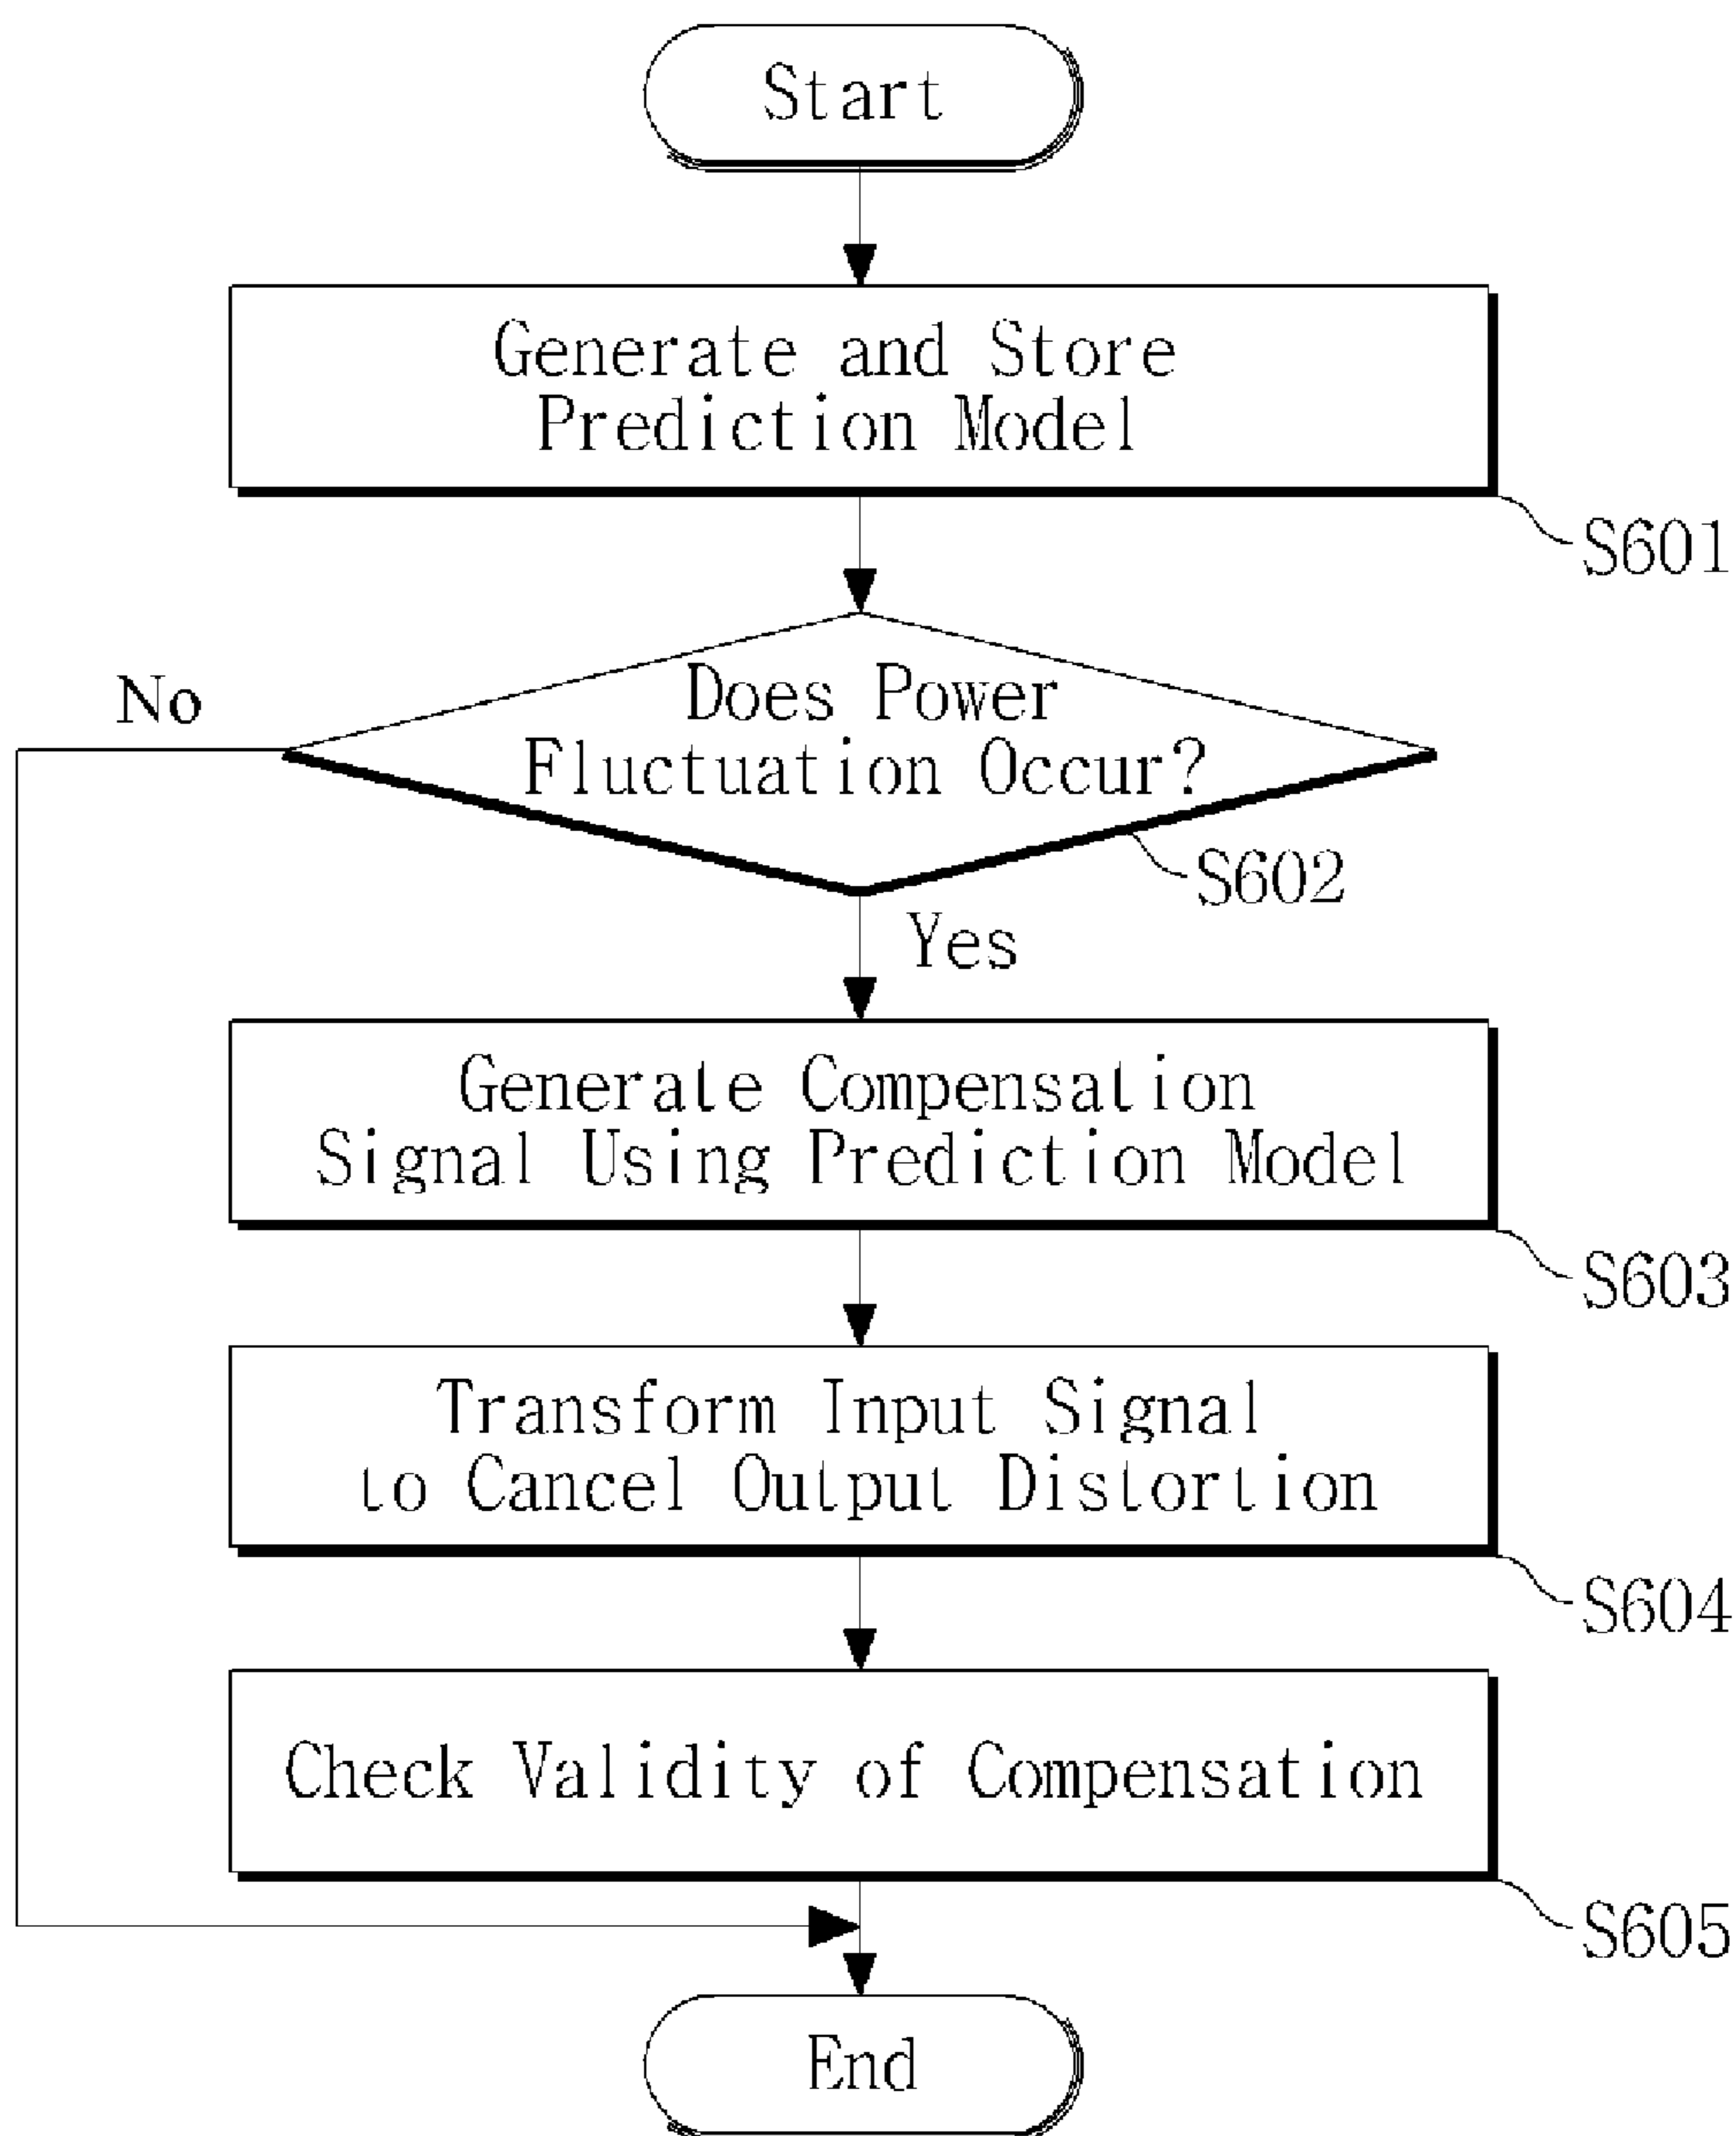 Start
Generate and Store
Prediction Model
S601
No
Does Power
Fluctuation Occur?
S602
Yes
Generate Compensation
Signal Using Prediction Model
S603
Transform Input Signal
to Cancel Output Distortion
S604
Check Validity of Compensation
S605
End